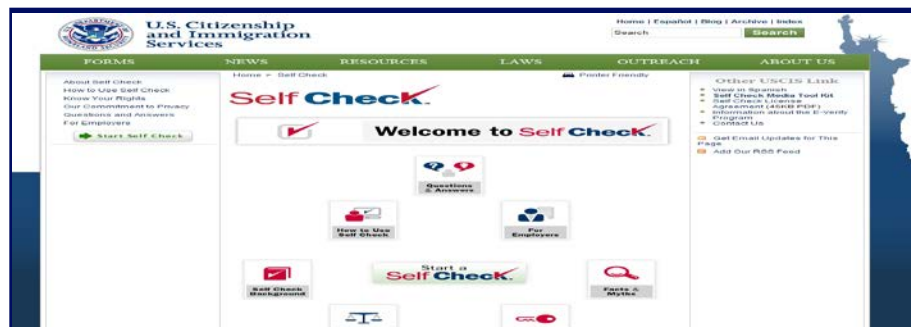 U.S. Citizenship
and Immigration
Services
Home | Español | Blog | Archive | Index
Search
Search
FORMS
NEWS
RESOURCES
LAWS
OUTREACH
ABOUT US
About Self Check
How to Use Self Check
Know Your Rights
Our Commitment to Privacy
Questions and Answers
For Employers
Start Self Check
Home > Self Check
Printer Friendly
Self Check.
Welcome to Self Check.
Questions
& Answers
How to Use
Self Check
For
Employers
Self Check
Background
Start a
Self Check
Facts &
Myths
Other USCIS Link
View in Spanish
Self Check Media Tool Kit
Self Check License
Agreement (45KB PDF)
Information about the E-Verify
Program
Contact Us
Get Email Updates for This
Page
Add Our RSS Feed